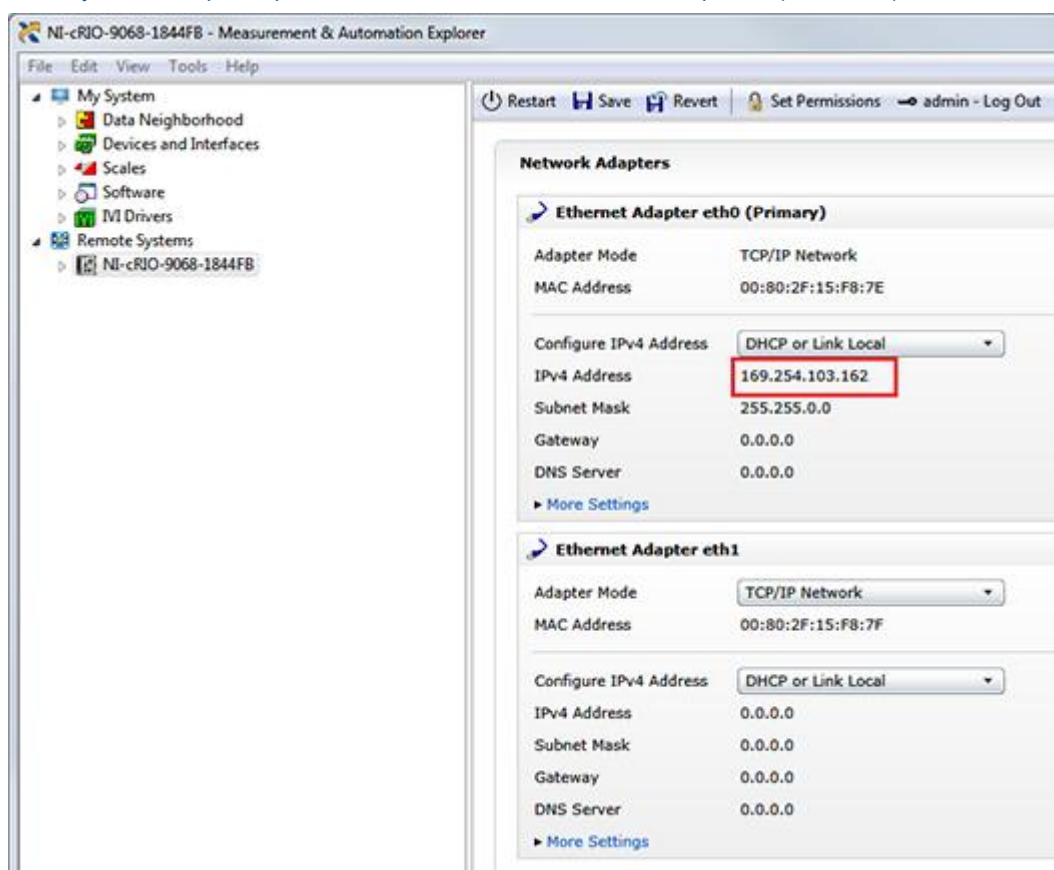 NI-cRIO-9068-1844FB - Measurement & Automation Explorer
File Edit View Tools Help
My System
Data Neighborhood
Devices and Interfaces
Scales
Software
IVI Drivers
Remote Systems
NI-cRIO-9068-1844FB
Restart Save Revert Set Permissions admin - Log Out
Network Adapters
Ethernet Adapter eth0 (Primary)
Adapter Mode TCP/IP Network
MAC Address 00:80:2F:15:F8:7E
Configure IPv4 Address DHCP or Link Local
IPv4 Address 169.254.103.162
Subnet Mask 255.255.0.0
Gateway 0.0.0.0
DNS Server 0.0.0.0
More Settings
Ethernet Adapter eth1
Adapter Mode TCP/IP Network
MAC Address 00:80:2F:15:F8:7F
Configure IPv4 Address DHCP or Link Local
IPv4 Address 0.0.0.0
Subnet Mask 0.0.0.0
Gateway 0.0.0.0
DNS Server 0.0.0.0
More Settings